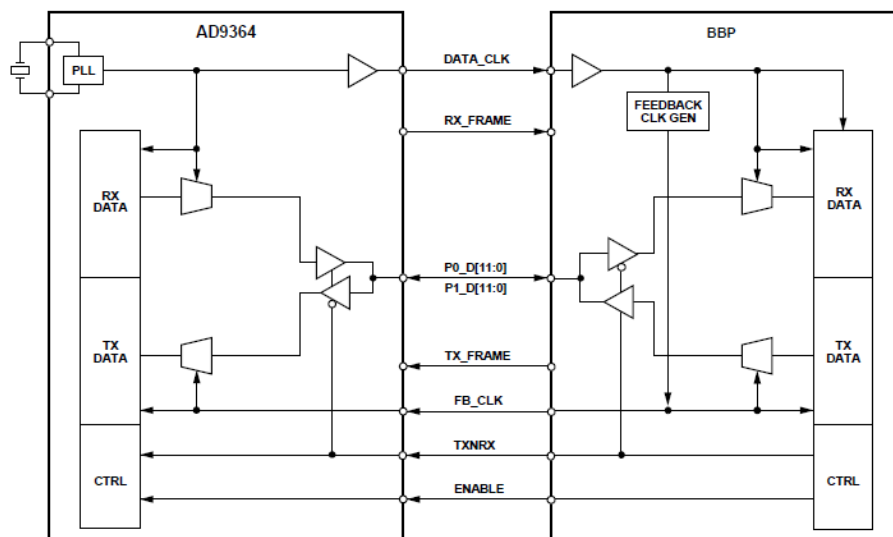 AD9364
BBP
PLL
DATA_CLK
FEEDBACK
CLK GEN
RX_FRAME
RX
DATA
RX
DATA
P0_D[11:0]
P1_D[11:0]
TX
DATA
TX_FRAME
TX
DATA
FB_CLK
TXNRX
CTRL
CTRL
ENABLE